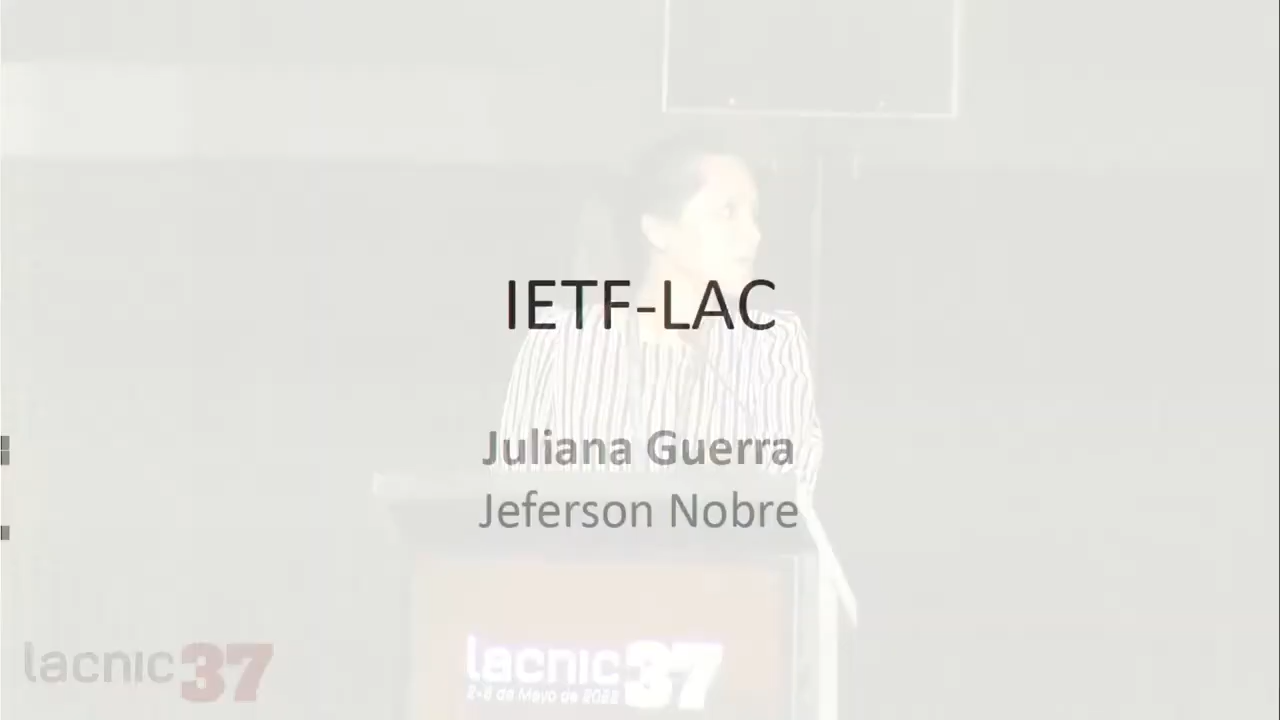 IETF-LAC
Juliana Guerra
Jeferson Nobre
lacnic37
lacnic37
2-6 de Mayo de 2022